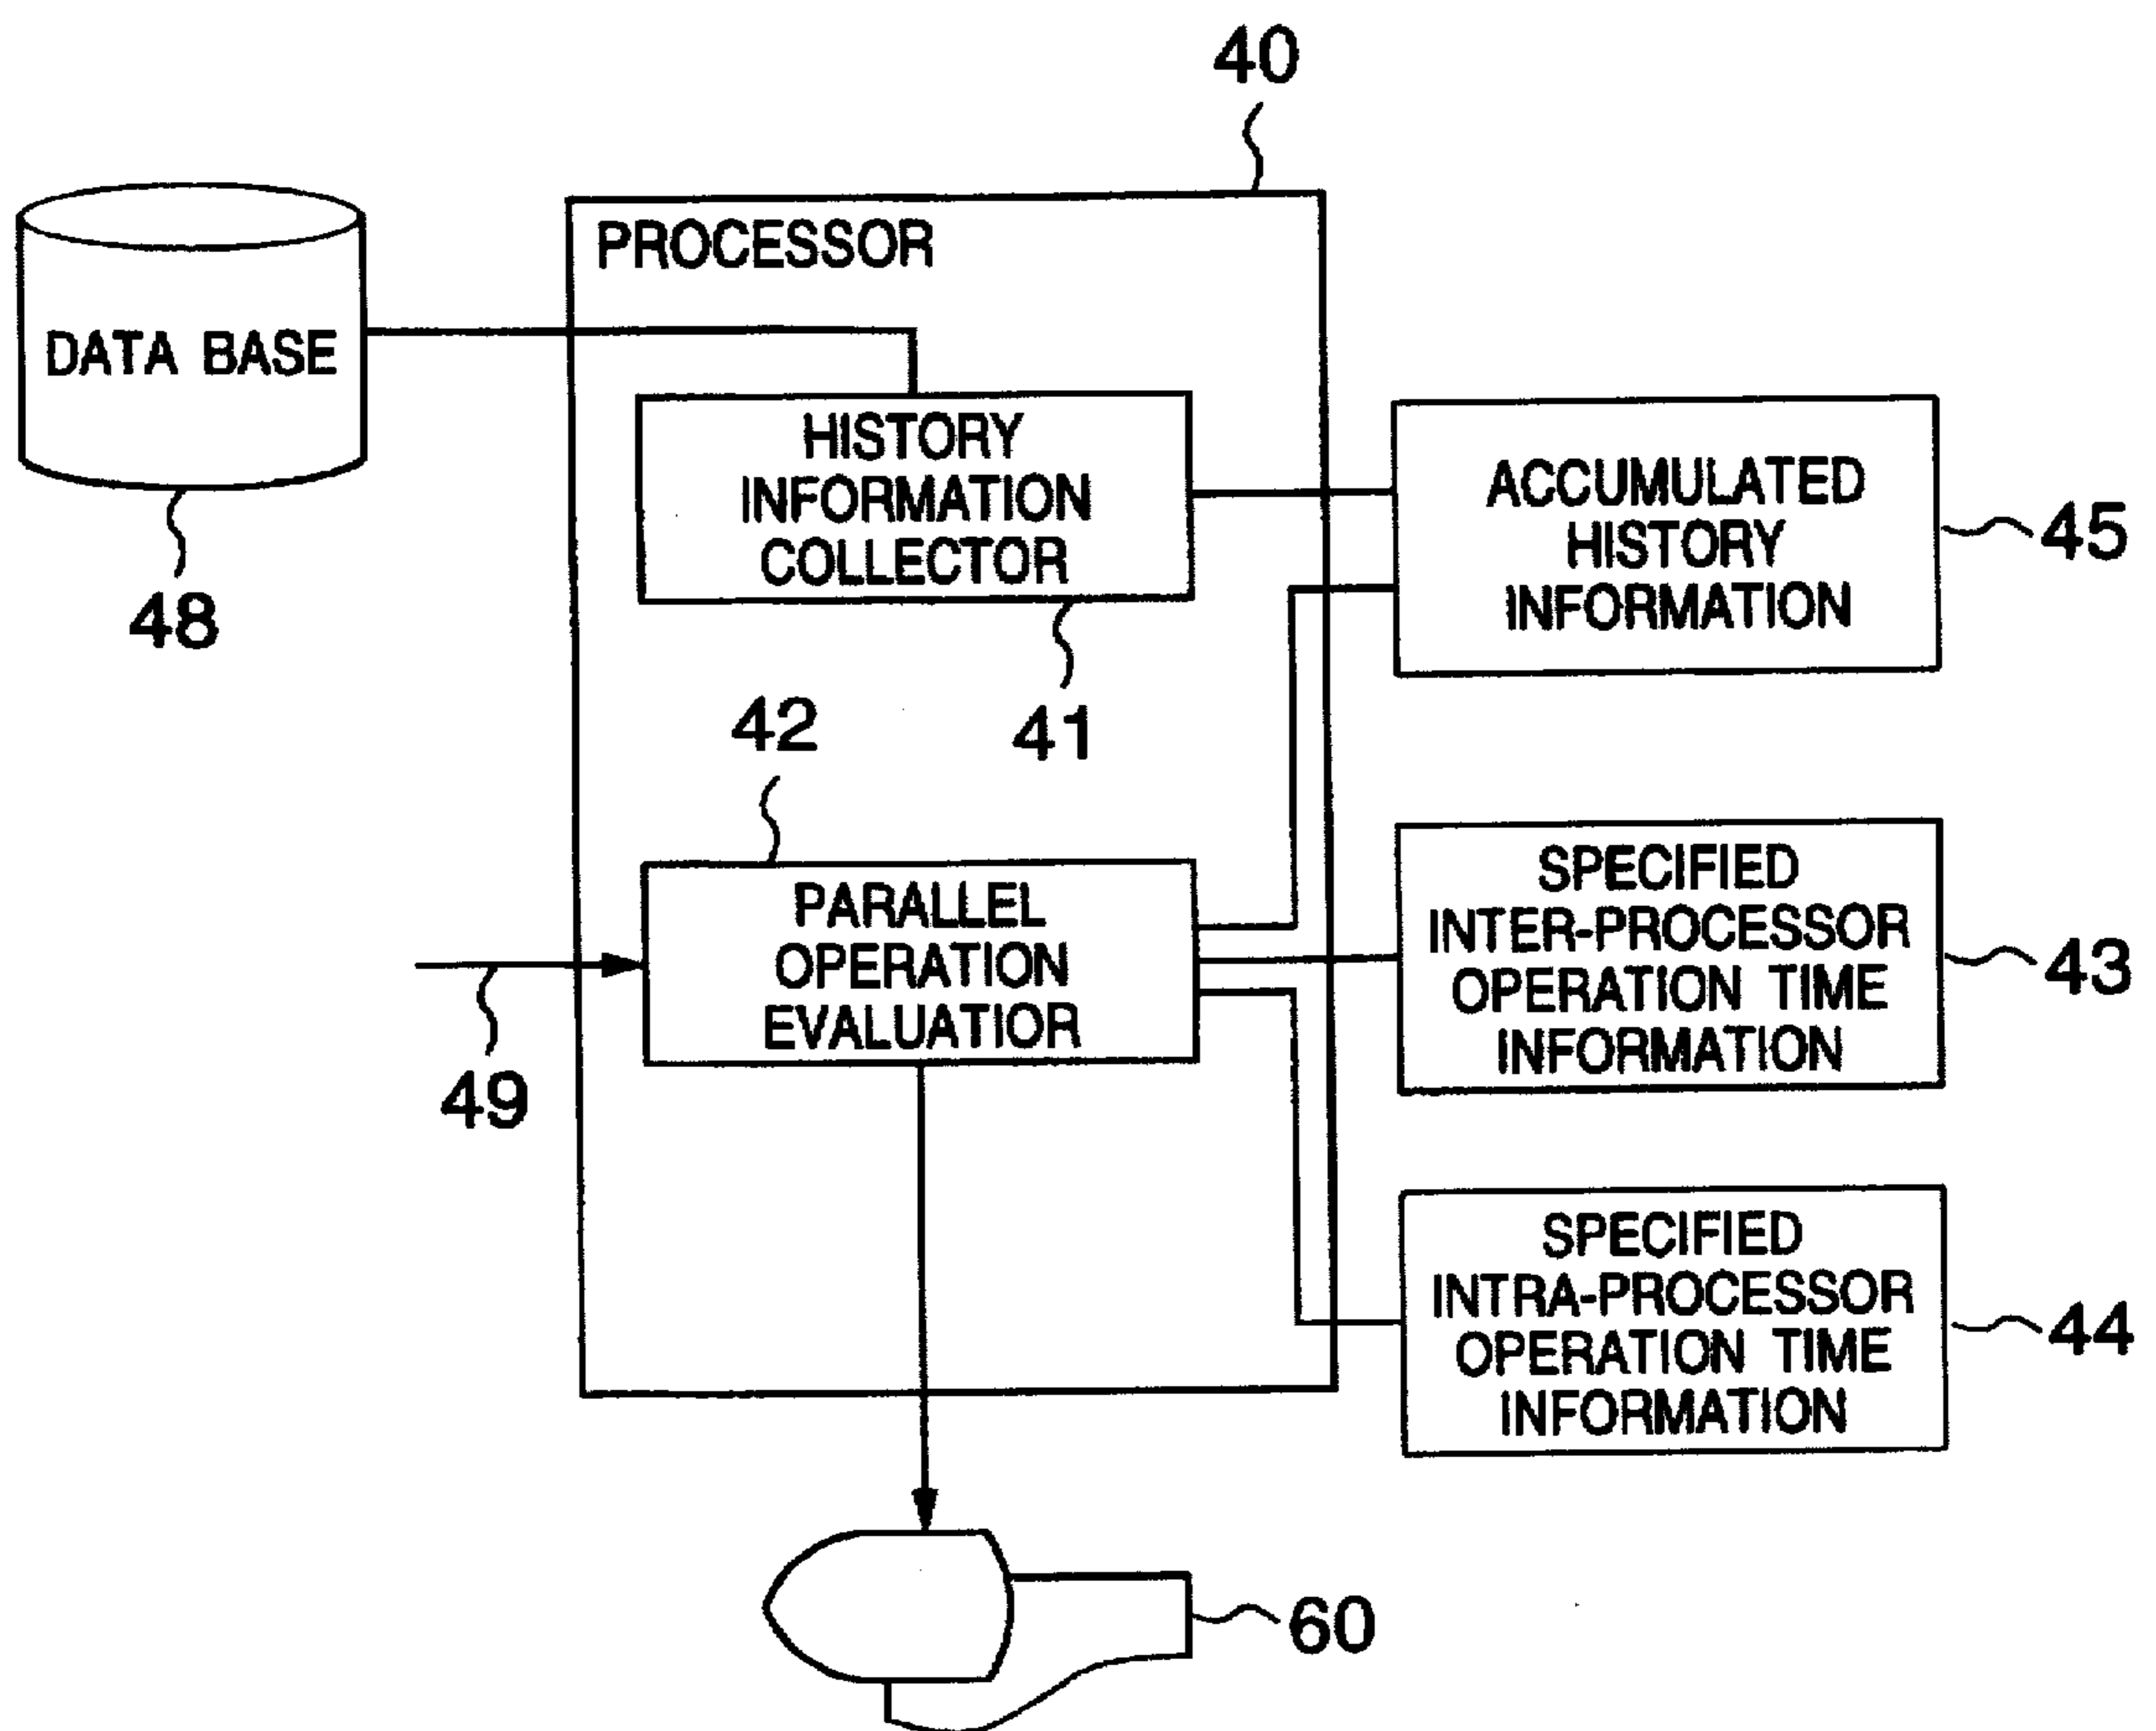 40
PROCESSOR
DATA BASE
48
HISTORY
INFORMATION
COLLECTOR
41
ACCUMULATED
HISTORY
INFORMATION
45
42
PARALLEL
OPERATION
EVALUATIOR
49
SPECIFIED
INTER-PROCESSOR
OPERATION TIME
INFORMATION
43
SPECIFIED
INTRA-PROCESSOR
OPERATION TIME
INFORMATION
44
60